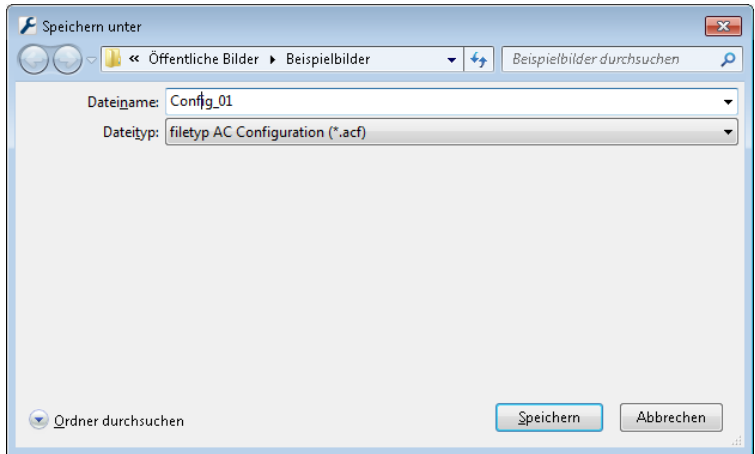 Speichern unter
« Öffentliche Bilder ▸ Beispielbilder
Beispielbilder durchsuchen
Dateiname: Config_01
Dateityp: filetyp AC Configuration (*.acf)
Ordner durchsuchen
Speichern
Abbrechen